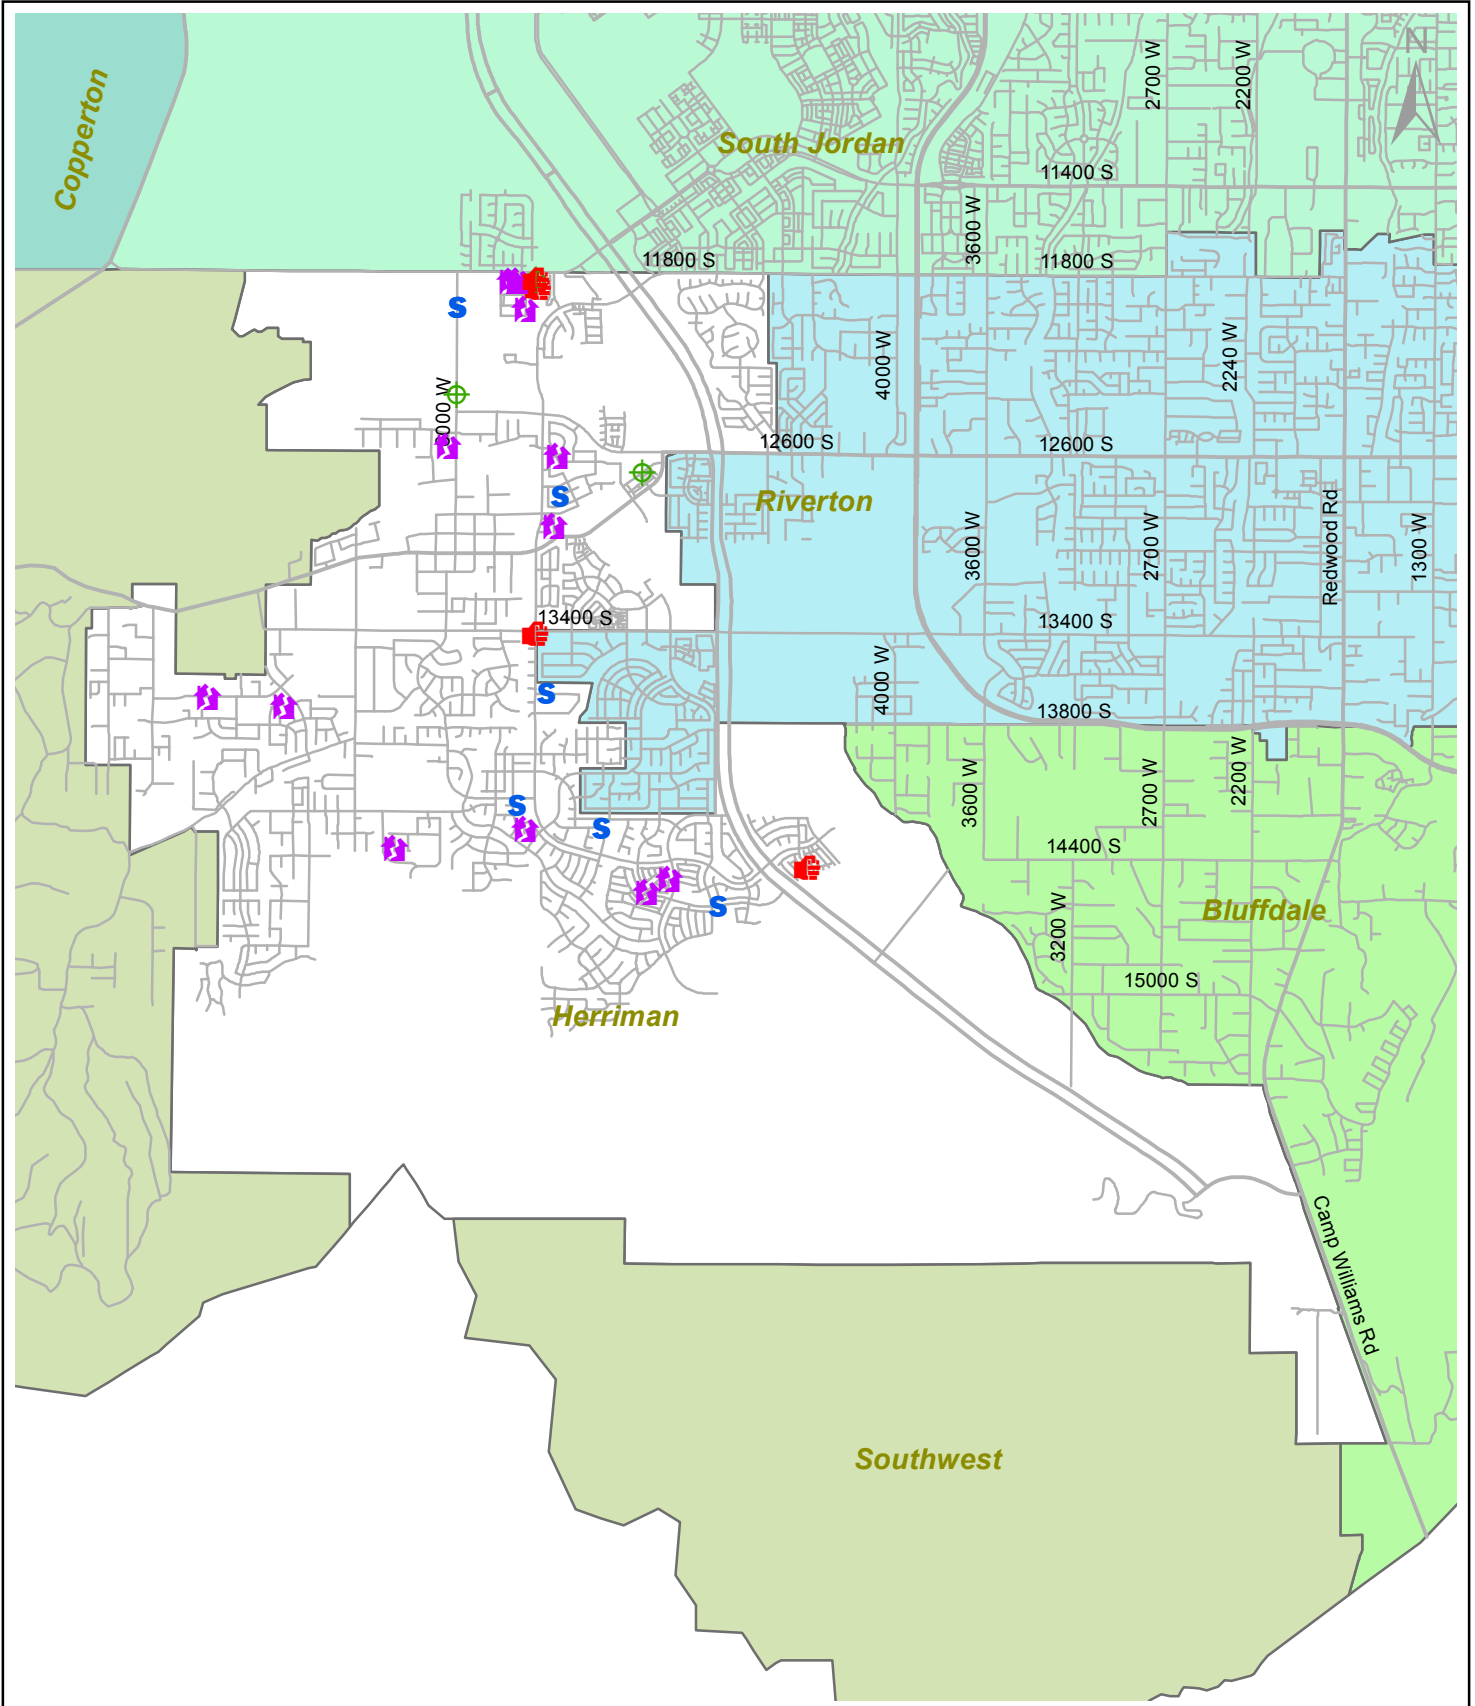 N
2700 W
2200 W
Copperton
South Jordan
11400 S
3600 W
11800 S
11800 S
S
4000 W
2240 W
12600 S
12600 S
S
Riverton
Redwood Rd
3600 W
2700 W
1300 W
13400 S
13400 S
4000 W
S
13800 S
3600 W
2700 W
2200 W
S
S
14400 S
S
3200 W
Bluffdale
15000 S
Herriman
Camp Williams Rd
Southwest